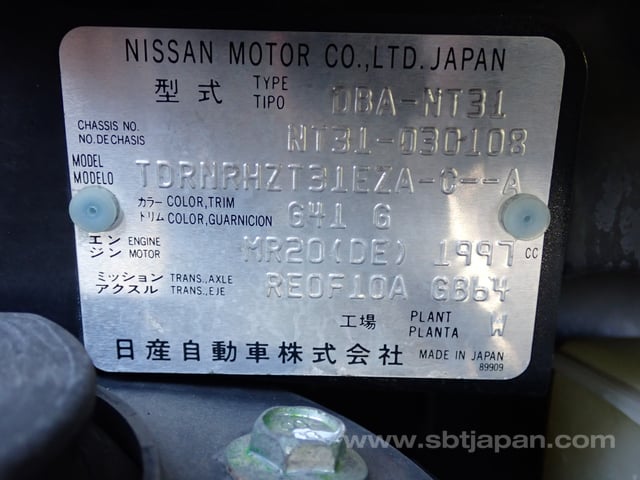 NISSAN MOTOR CO.,LTD. JAPAN
型式 TYPE TIPO DBA-NT31
CHASSIS NO. NO. DE CHASIS NT31-030108
MODEL MODELO TDRNRHZT31EZA-C--A
カラー COLOR,TRIM トリム COLOR,GUARNICION G41 G
エンジン ENGINE MOTOR MR20(DE) 1997 CC
ミッション TRANS.,AXLE アクスル TRANS.,EJE RE0F10A GB64
工場 PLANT PLANTA W
日産自動車株式会社 MADE IN JAPAN
89909
www.sbtjapan.com